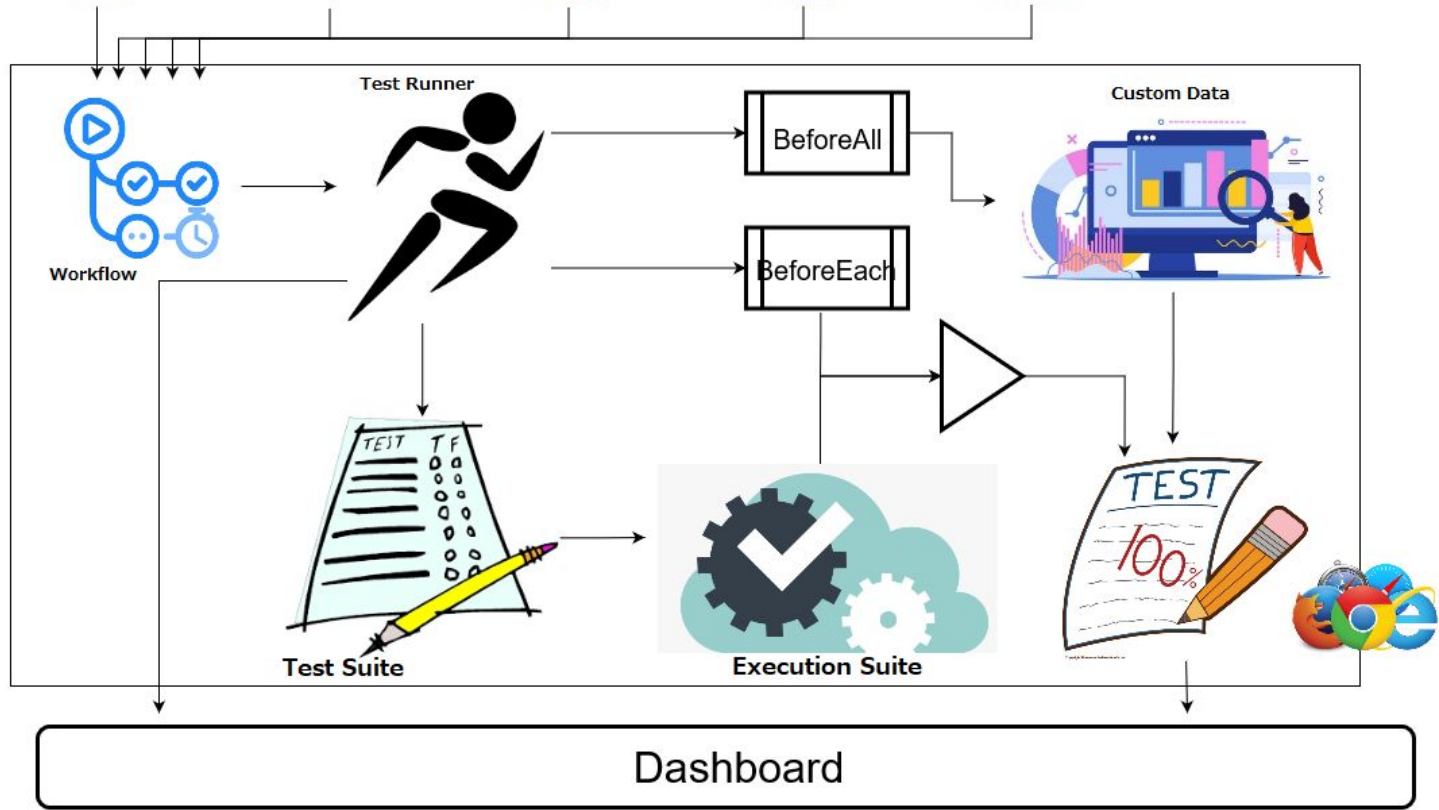 Test Runner
Custom Data
BeforeAll
BeforeEach
Workflow
TEST T F
TEST
100%
Test Suite
Execution Suite
Dashboard